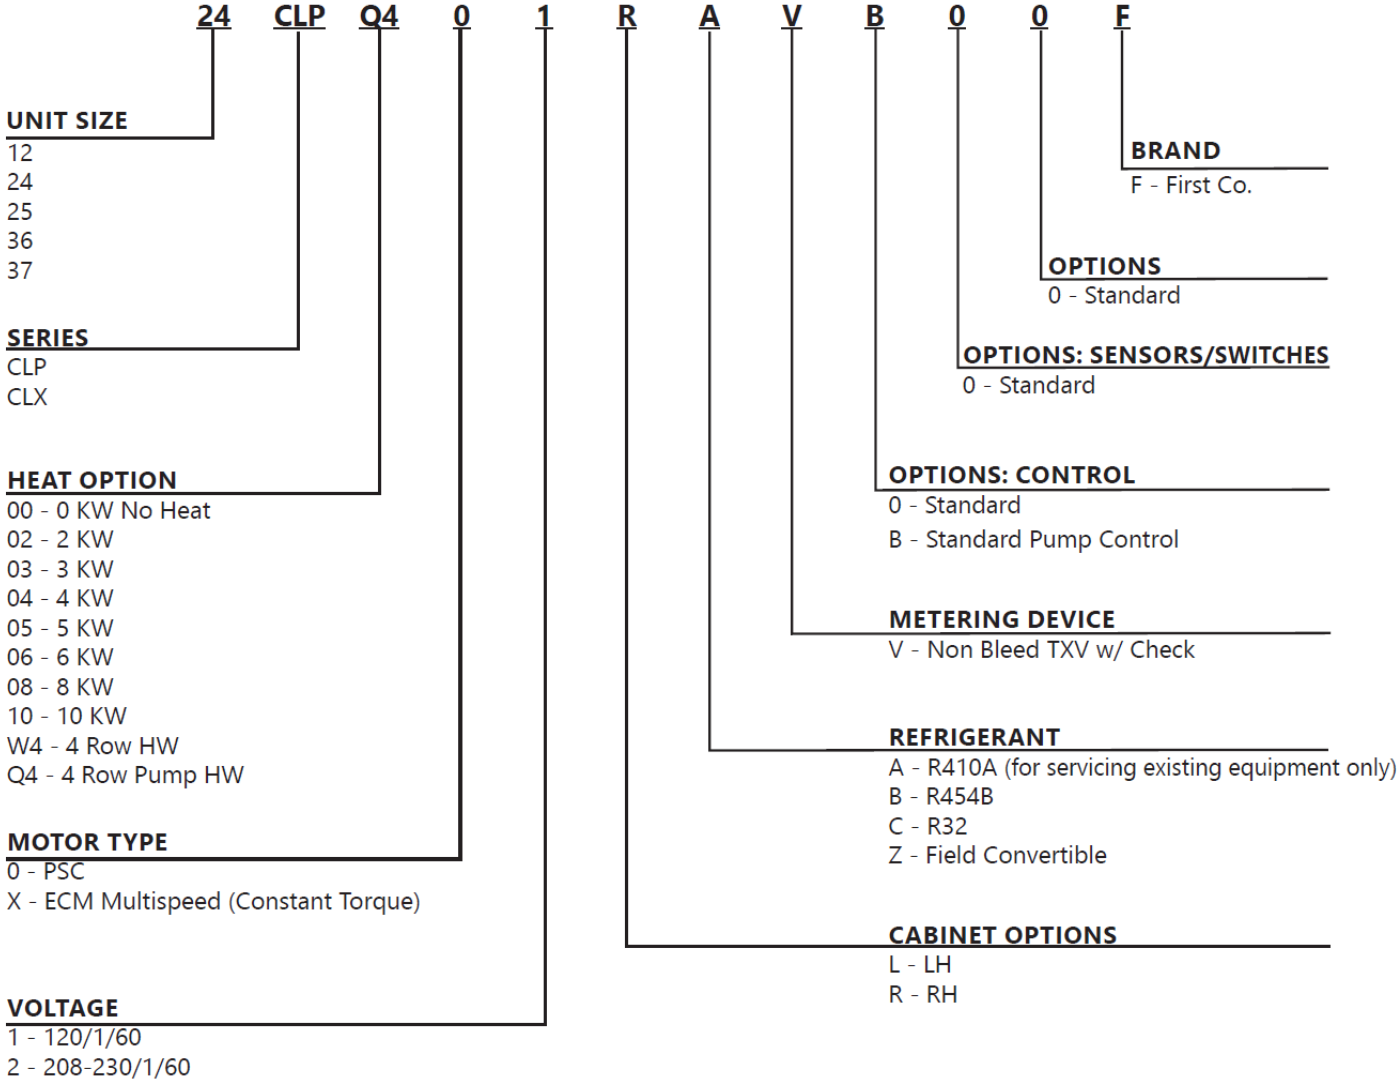 24 CLP Q4 0 1 R A V B 0 0 F
UNIT SIZE
12
24
25
36
37
SERIES
CLP
CLX
HEAT OPTION
00 - 0 KW No Heat
02 - 2 KW
03 - 3 KW
04 - 4 KW
05 - 5 KW
06 - 6 KW
08 - 8 KW
10 - 10 KW
W4 - 4 Row HW
Q4 - 4 Row Pump HW
MOTOR TYPE
0 - PSC
X - ECM Multispeed (Constant Torque)
VOLTAGE
1 - 120/1/60
2 - 208-230/1/60
BRAND
F - First Co.
OPTIONS
0 - Standard
OPTIONS: SENSORS/SWITCHES
0 - Standard
OPTIONS: CONTROL
0 - Standard
B - Standard Pump Control
METERING DEVICE
V - Non Bleed TXV w/ Check
REFRIGERANT
A - R410A (for servicing existing equipment only)
B - R454B
C - R32
Z - Field Convertible
CABINET OPTIONS
L - LH
R - RH